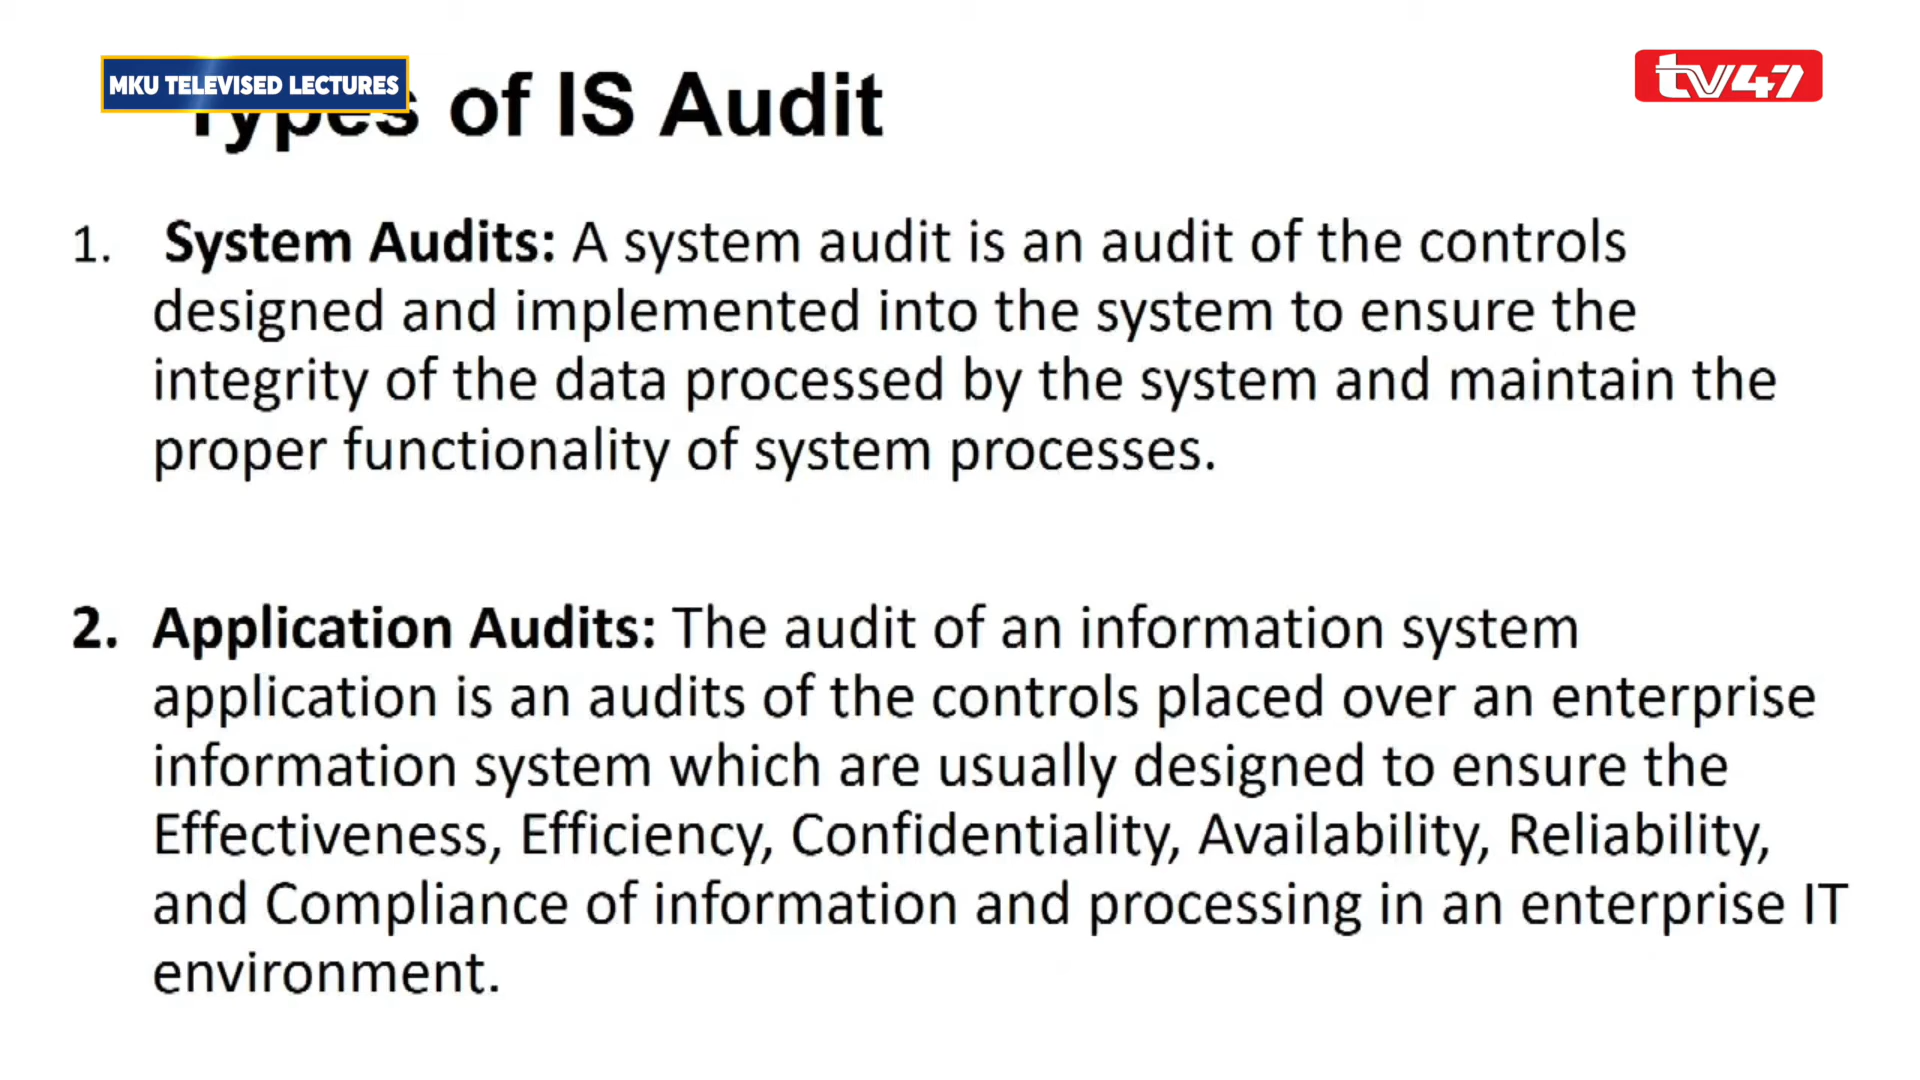 MKU TELEVISED LECTURES
tv47
Types of IS Audit
1. System Audits: A system audit is an audit of the controls
designed and implemented into the system to ensure the
integrity of the data processed by the system and maintain the
proper functionality of system processes.
2. Application Audits: The audit of an information system
application is an audits of the controls placed over an enterprise
information system which are usually designed to ensure the
Effectiveness, Efficiency, Confidentiality, Availability, Reliability,
and Compliance of information and processing in an enterprise IT
environment.